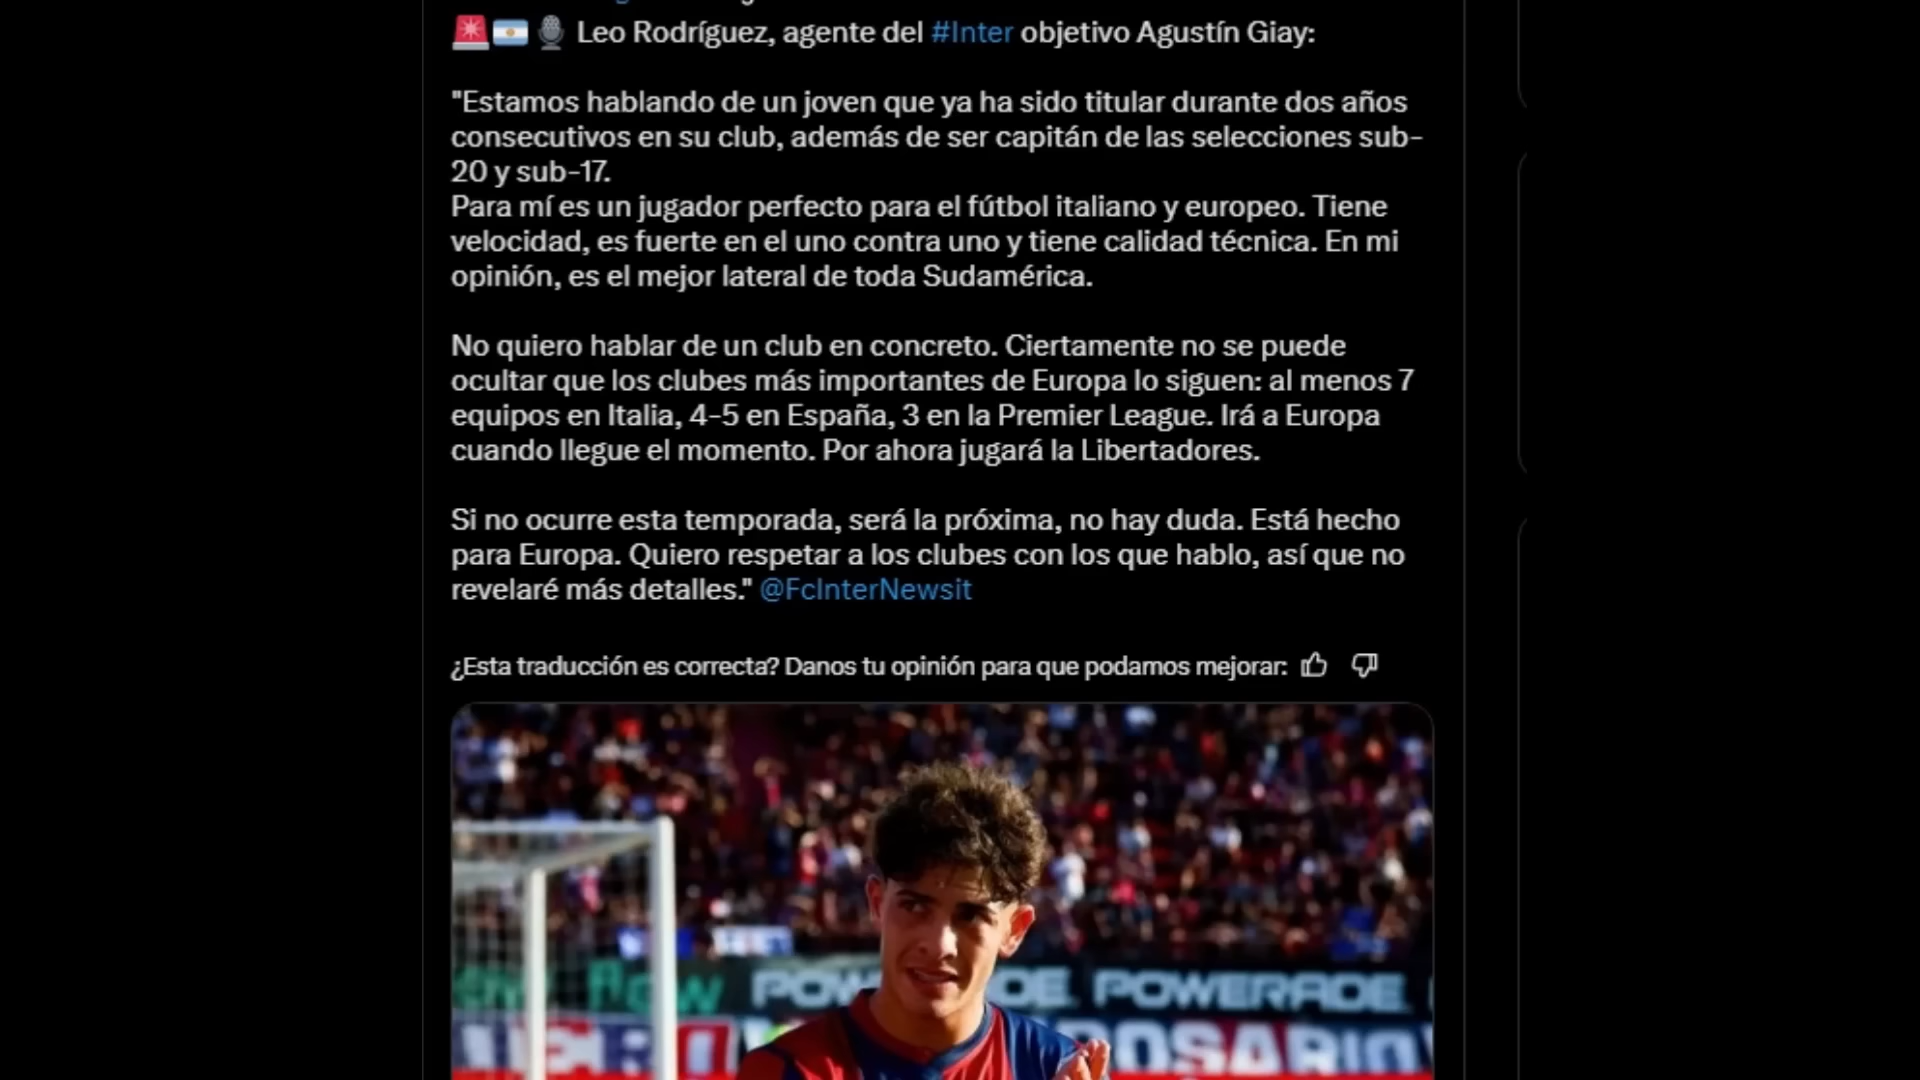 Leo Rodríguez, agente del #Inter objetivo Agustín Giay:
"Estamos hablando de un joven que ya ha sido titular durante dos años
consecutivos en su club, además de ser capitán de las selecciones sub-
20 y sub-17.
Para mí es un jugador perfecto para el fútbol italiano y europeo. Tiene
velocidad, es fuerte en el uno contra uno y tiene calidad técnica. En mi
opinión, es el mejor lateral de toda Sudamérica.
No quiero hablar de un club en concreto. Ciertamente no se puede
ocultar que los clubes más importantes de Europa lo siguen: al menos 7
equipos en Italia, 4-5 en España, 3 en la Premier League. Irá a Europa
cuando llegue el momento. Por ahora jugará la Libertadores.
Si no ocurre esta temporada, será la próxima, no hay duda. Está hecho
para Europa. Quiero respetar a los clubes con los que hablo, así que no
revelaré más detalles." @FcInterNewsit
¿Esta traducción es correcta? Danos tu opinión para que podamos mejorar:
flow POWERADE POWERADE